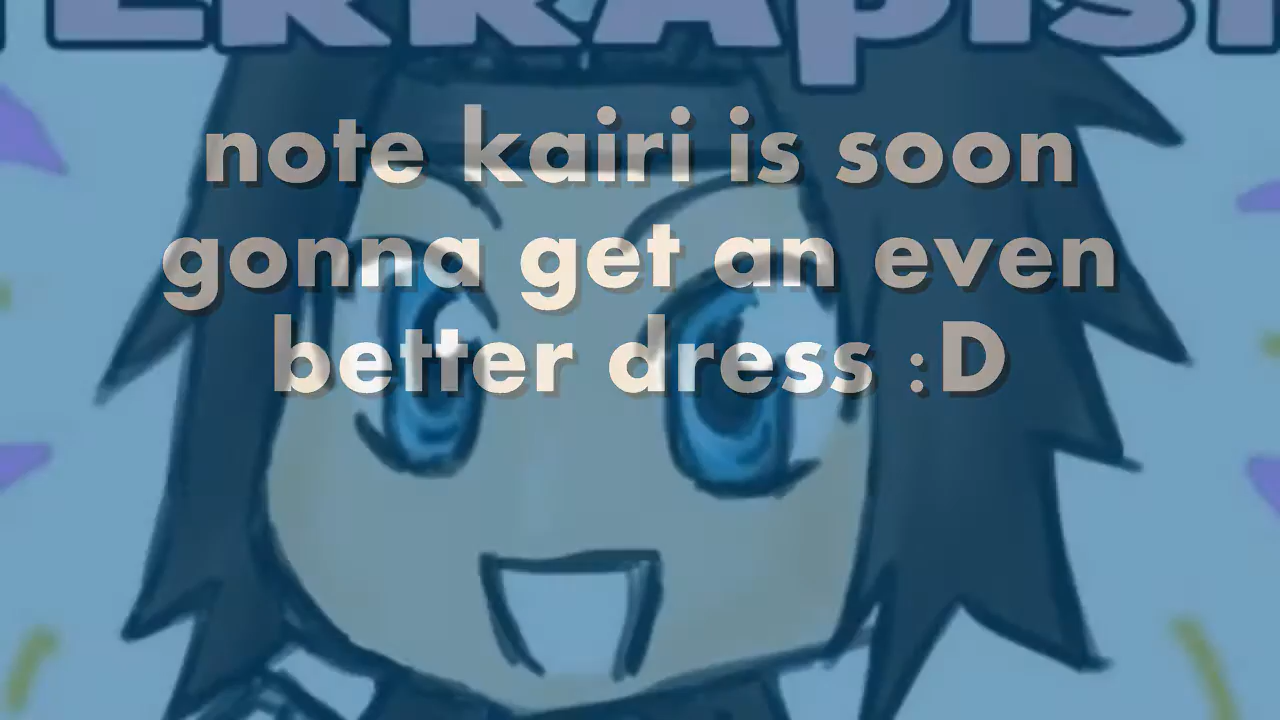 note kairi is soon
gonna get an even
better dress :D